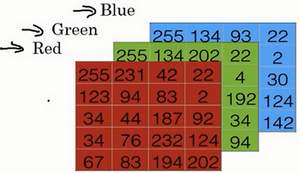 Blue
Green
Red
255 134 93 22
255 134 202 22 2
255 231 42 22 4 30
123 94 83 2 192 124
34 44 187 92 34 142
34 76 232 124 94
67 83 194 202